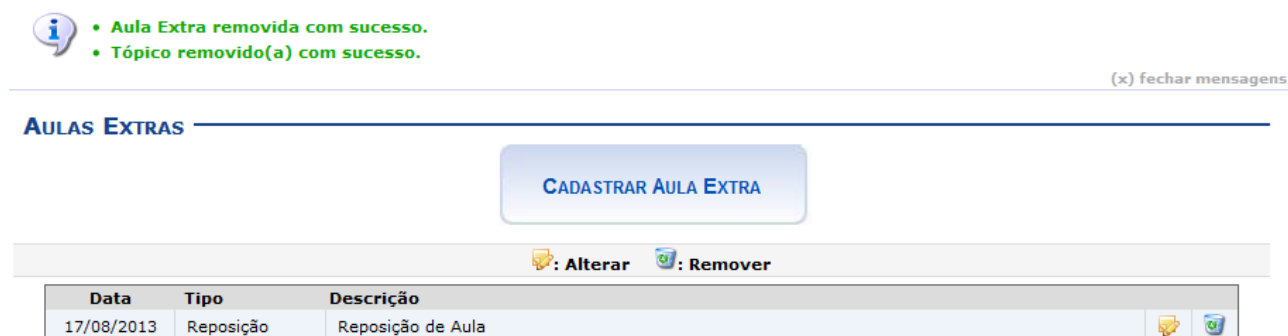 • Aula Extra removida com sucesso.
• Tópico removido(a) com sucesso.
(x) fechar mensagens
AULAS EXTRAS
CADASTRAR AULA EXTRA
: Alterar : Remover
Data Tipo Descrição
17/08/2013 Reposição Reposição de Aula